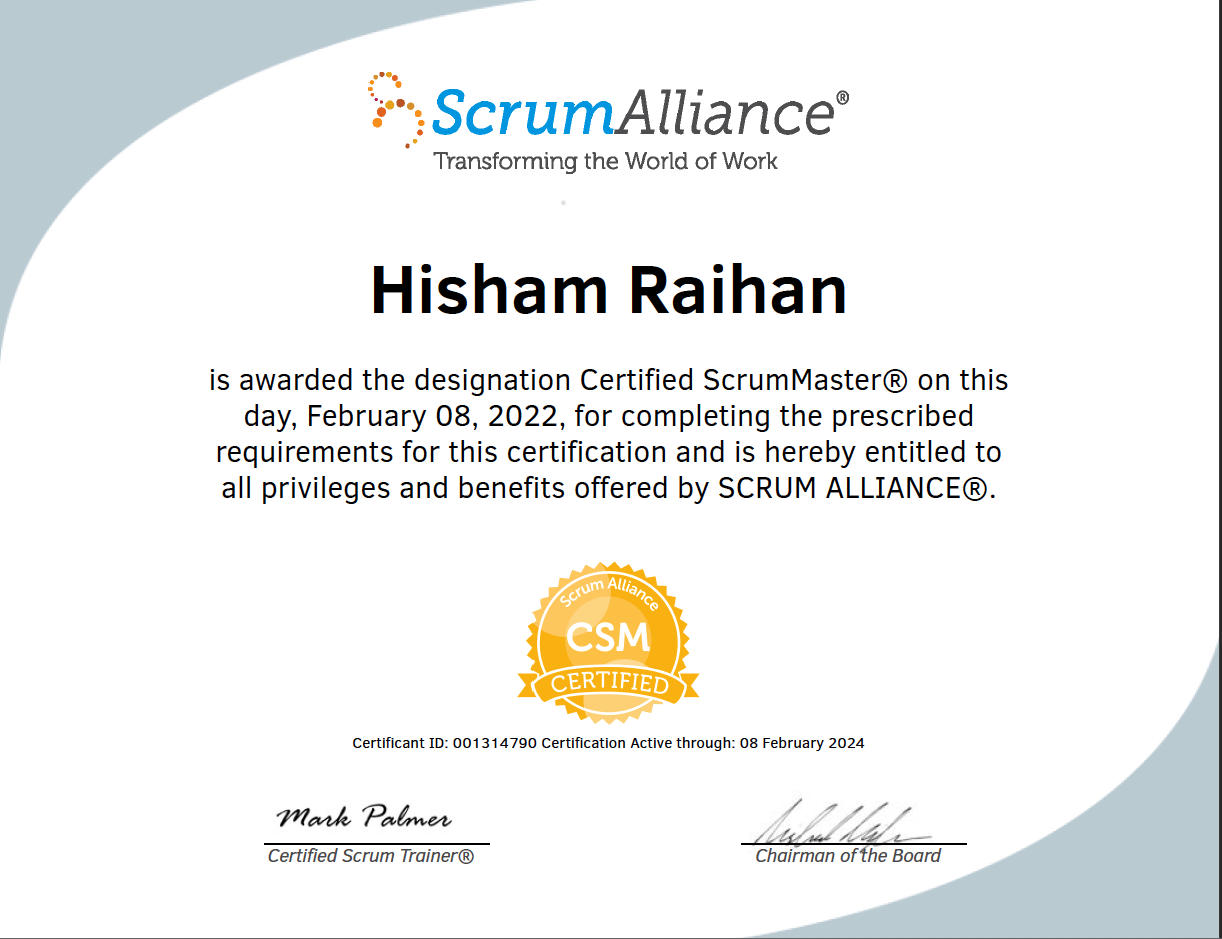 ScrumAlliance®
Transforming the World of Work
Hisham Raihan
is awarded the designation Certified ScrumMaster® on this
day, February 08, 2022, for completing the prescribed
requirements for this certification and is hereby entitled to
all privileges and benefits offered by SCRUM ALLIANCE®.
Scrum Alliance
CSM
CERTIFIED
Certificant ID: 001314790 Certification Active through: 08 February 2024
Mark Palmer
Certified Scrum Trainer®
Chairman of the Board